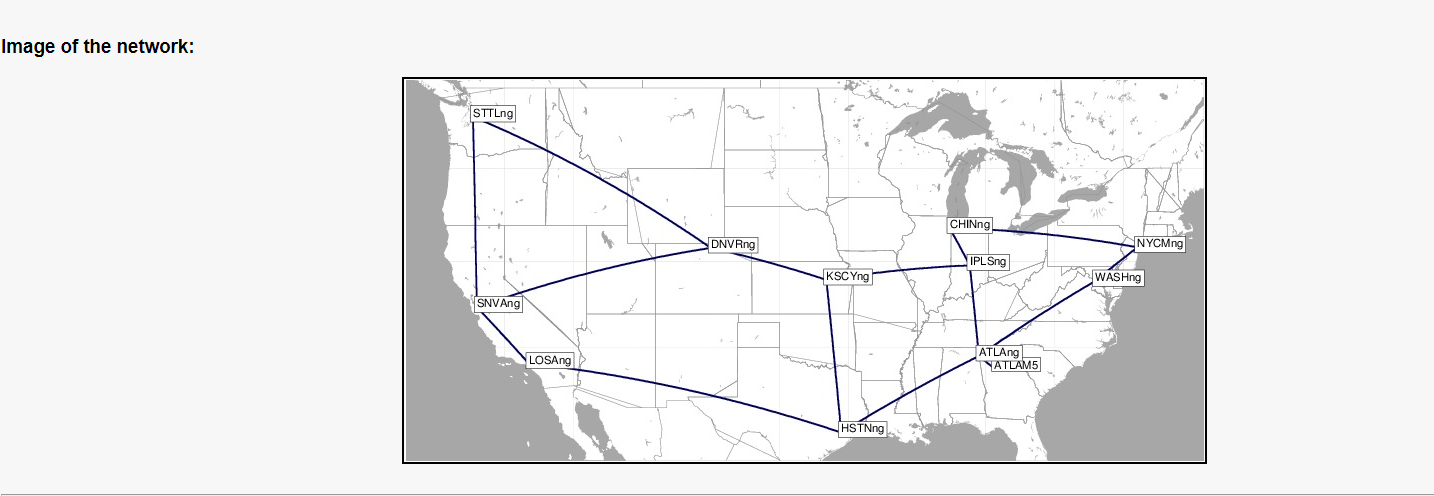 Image of the network:
STTLng
CHINng
DNVRng
NYCMng
IPLSng
KSCYng
WASHng
SNVAng
ATLAng
LOSAng
ATLAM5
HSTNng